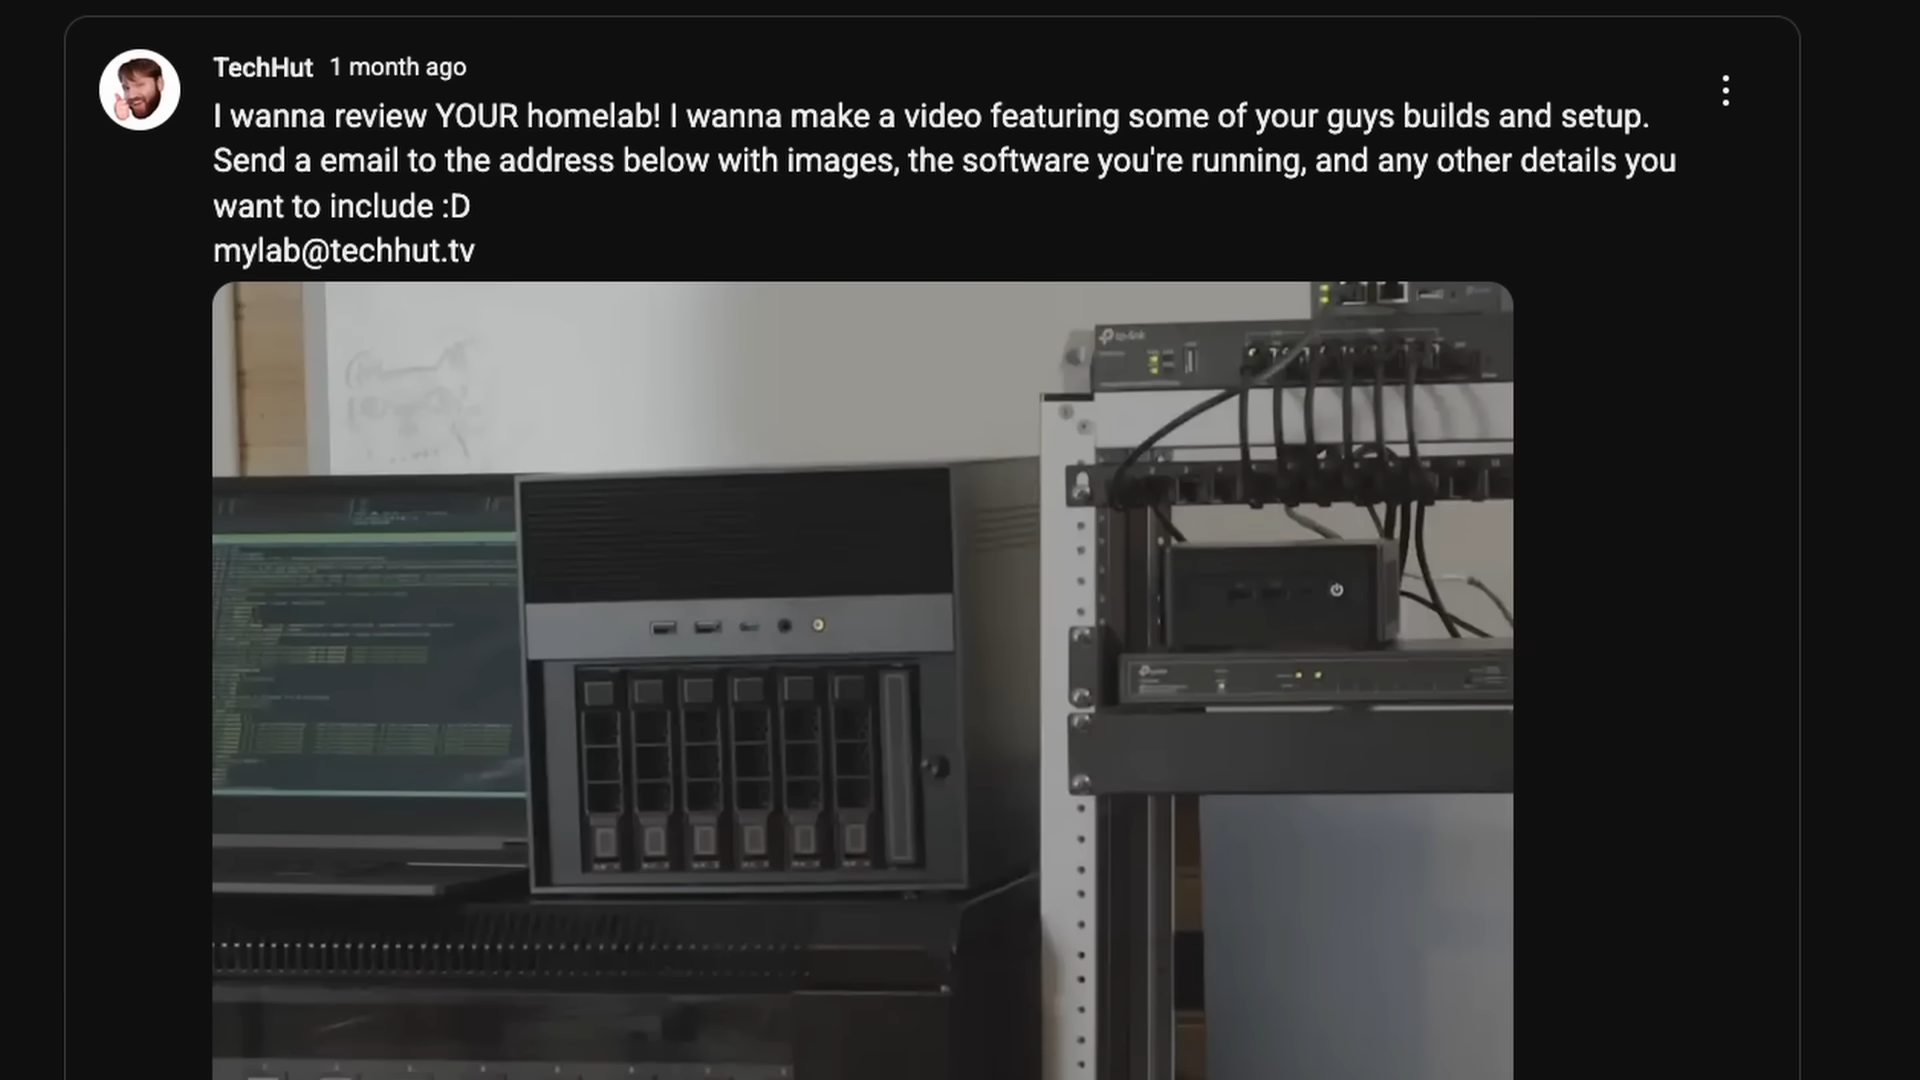 TechHut 1 month ago
I wanna review YOUR homelab! I wanna make a video featuring some of your guys builds and setup.
Send a email to the address below with images, the software you're running, and any other details you
want to include :D
mylab@techhut.tv
tp-link